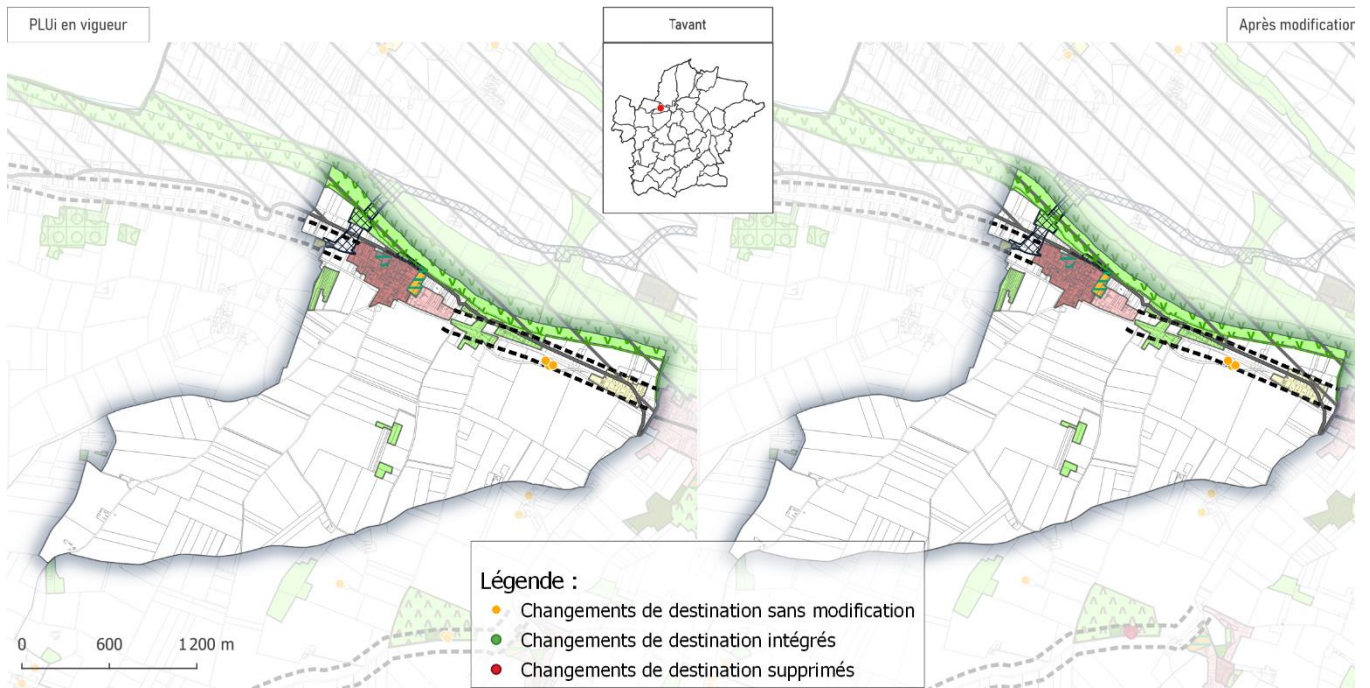 PLUi en vigueur
Tavant
Après modification
Légende :
Changements de destination sans modification
Changements de destination intégrés
Changements de destination supprimés
0 600 1200 m